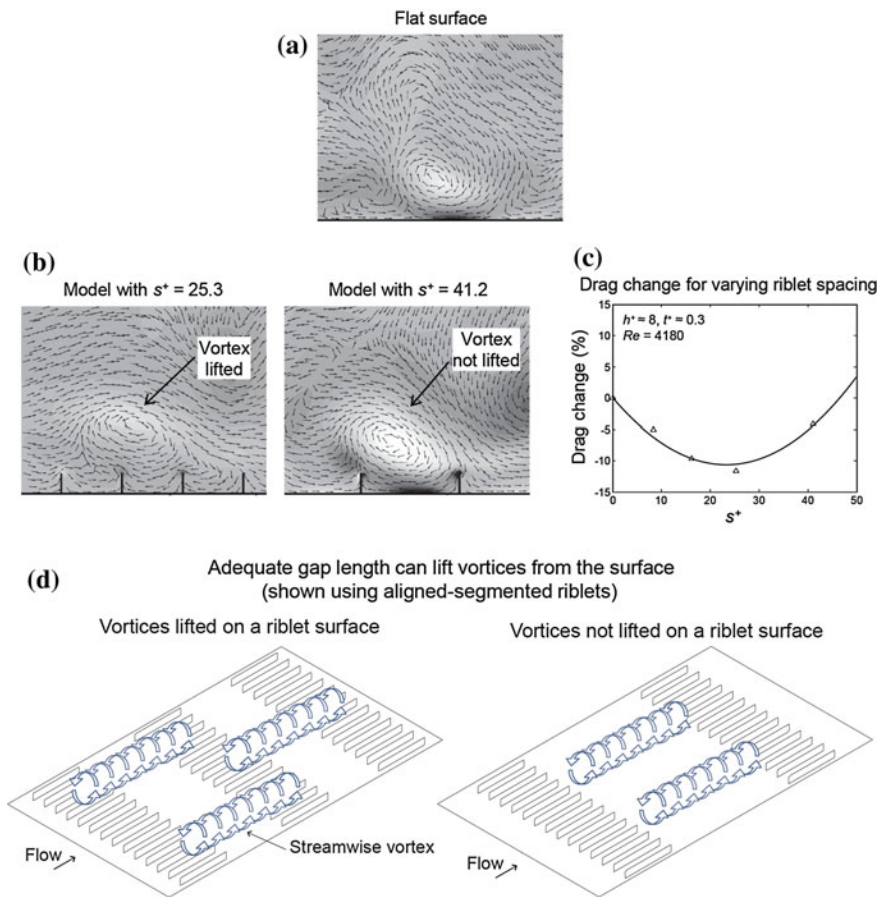 Flat surface
(a)
(b)
Model with s⁺ = 25.3
Vortex
lifted
Model with s⁺ = 41.2
Vortex
not lifted
(c)
Drag change for varying riblet spacing
h⁺ = 8, t⁺ = 0.3
Re = 4180
Drag change (%)
15
10
5
0
-5
-10
-15
0 10 20 30 40 50
s⁺
(d)
Adequate gap length can lift vortices from the surface
(shown using aligned-segmented riblets)
Vortices lifted on a riblet surface
Flow
Streamwise vortex
Vortices not lifted on a riblet surface
Flow